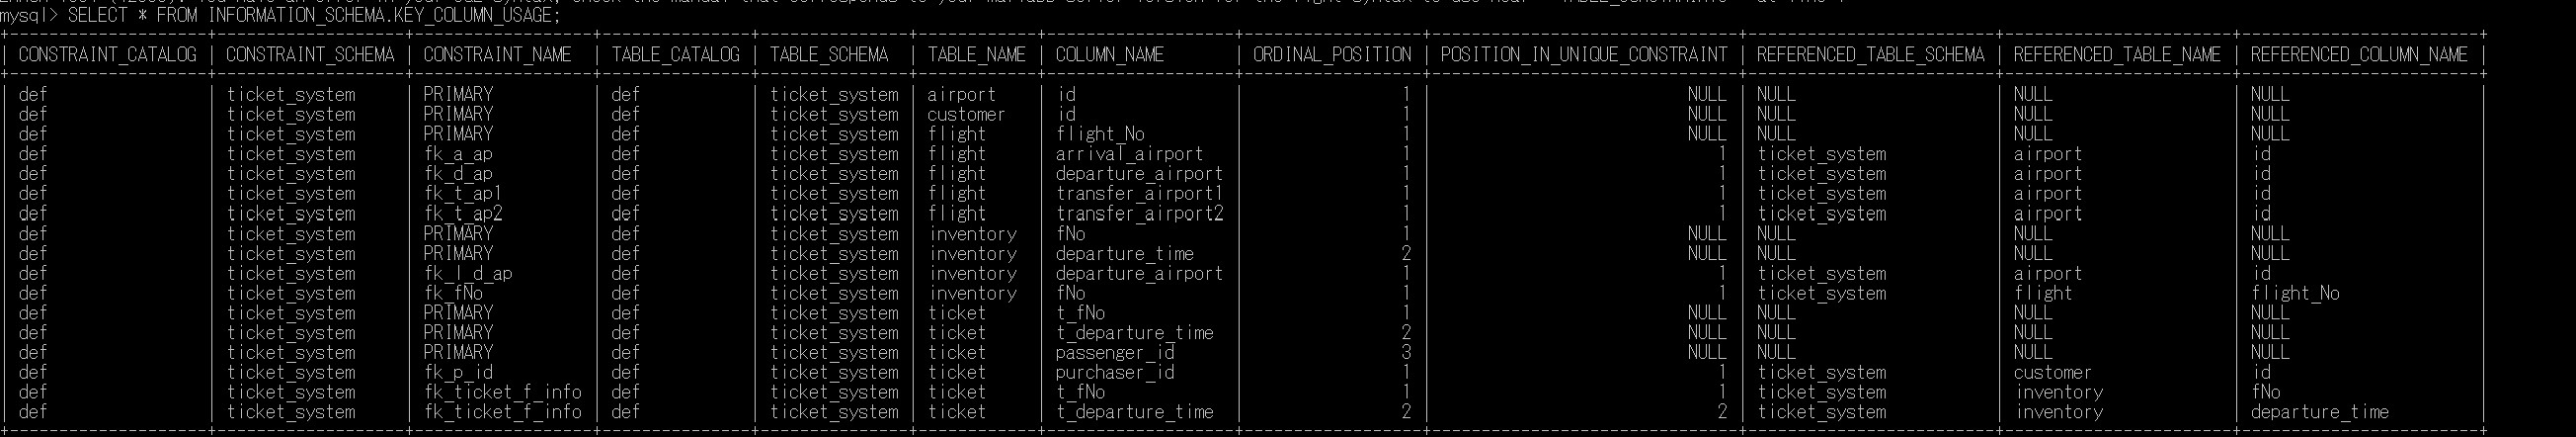 mysql> SELECT * FROM INFORMATION_SCHEMA.KEY_COLUMN_USAGE;
| CONSTRAINT_CATALOG | CONSTRAINT_SCHEMA | CONSTRAINT_NAME | TABLE_CATALOG | TABLE_SCHEMA | TABLE_NAME | COLUMN_NAME | ORDINAL_POSITION | POSITION_IN_UNIQUE_CONSTRAINT | REFERENCED_TABLE_SCHEMA | REFERENCED_TABLE_NAME | REFERENCED_COLUMN_NAME |
| def | ticket_system | PRIMARY | def | ticket_system | airport | id | 1 | NULL | NULL | NULL | NULL |
| def | ticket_system | PRIMARY | def | ticket_system | customer | id | 1 | NULL | NULL | NULL | NULL |
| def | ticket_system | PRIMARY | def | ticket_system | flight | flight_No | 1 | NULL | NULL | NULL | NULL |
| def | ticket_system | fk_a_ap | def | ticket_system | flight | arrival_airport | 1 | 1 | ticket_system | airport | id |
| def | ticket_system | fk_d_ap | def | ticket_system | flight | departure_airport | 1 | 1 | ticket_system | airport | id |
| def | ticket_system | fk_t_ap1 | def | ticket_system | flight | transfer_airport1 | 1 | 1 | ticket_system | airport | id |
| def | ticket_system | fk_t_ap2 | def | ticket_system | flight | transfer_airport2 | 1 | 1 | ticket_system | airport | id |
| def | ticket_system | PRIMARY | def | ticket_system | inventory | fNo | 1 | NULL | NULL | NULL | NULL |
| def | ticket_system | PRIMARY | def | ticket_system | inventory | departure_time | 2 | NULL | NULL | NULL | NULL |
| def | ticket_system | fk_l_d_ap | def | ticket_system | inventory | departure_airport | 1 | 1 | ticket_system | airport | id |
| def | ticket_system | fk_fNo | def | ticket_system | inventory | fNo | 1 | 1 | ticket_system | flight | flight_No |
| def | ticket_system | PRIMARY | def | ticket_system | ticket | t_fNo | 1 | NULL | NULL | NULL | NULL |
| def | ticket_system | PRIMARY | def | ticket_system | ticket | t_departure_time | 2 | NULL | NULL | NULL | NULL |
| def | ticket_system | PRIMARY | def | ticket_system | ticket | passenger_id | 3 | NULL | NULL | NULL | NULL |
| def | ticket_system | fk_p_id | def | ticket_system | ticket | purchaser_id | 1 | 1 | ticket_system | customer | id |
| def | ticket_system | fk_ticket_f_info | def | ticket_system | ticket | t_fNo | 1 | 1 | ticket_system | inventory | fNo |
| def | ticket_system | fk_ticket_f_info | def | ticket_system | ticket | t_departure_time | 2 | 2 | ticket_system | inventory | departure_time |